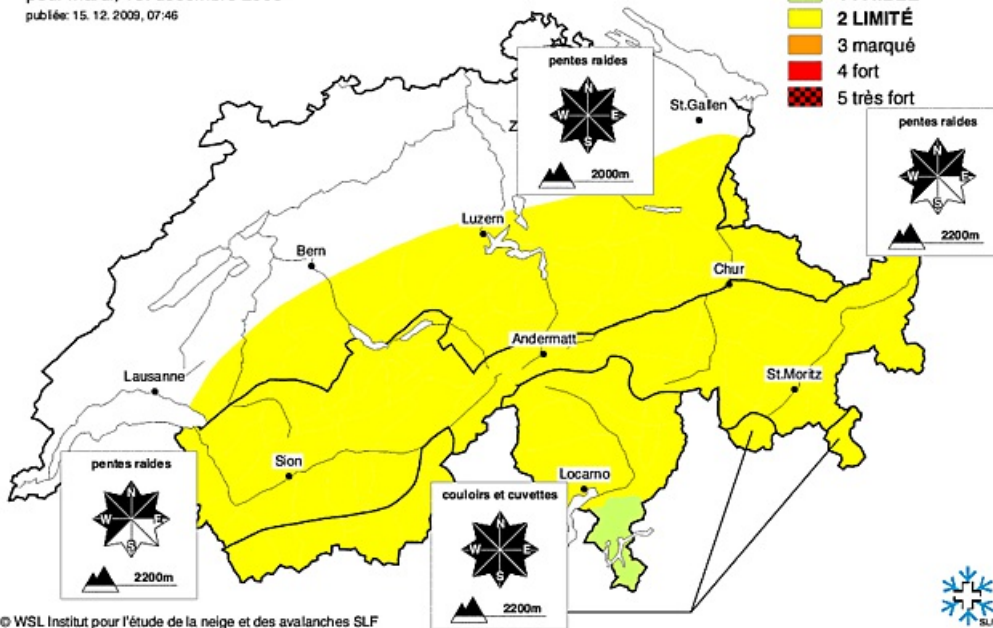 publiée: 15. 12. 2009, 07:46
2 LIMITÉ
3 marqué
4 fort
5 très fort
pentes raides
N
W E
S
2000m
St.Gallen
pentes raides
N
W E
S
2200m
Luzern
Bern
Chur
Andermatt
Lausanne
St.Moritz
Sion
Locarno
pentes raides
N
W E
S
2200m
couloirs et cuvettes
N
W E
S
2200m
© WSL Institut pour l'étude de la neige et des avalanches SLF
SLF